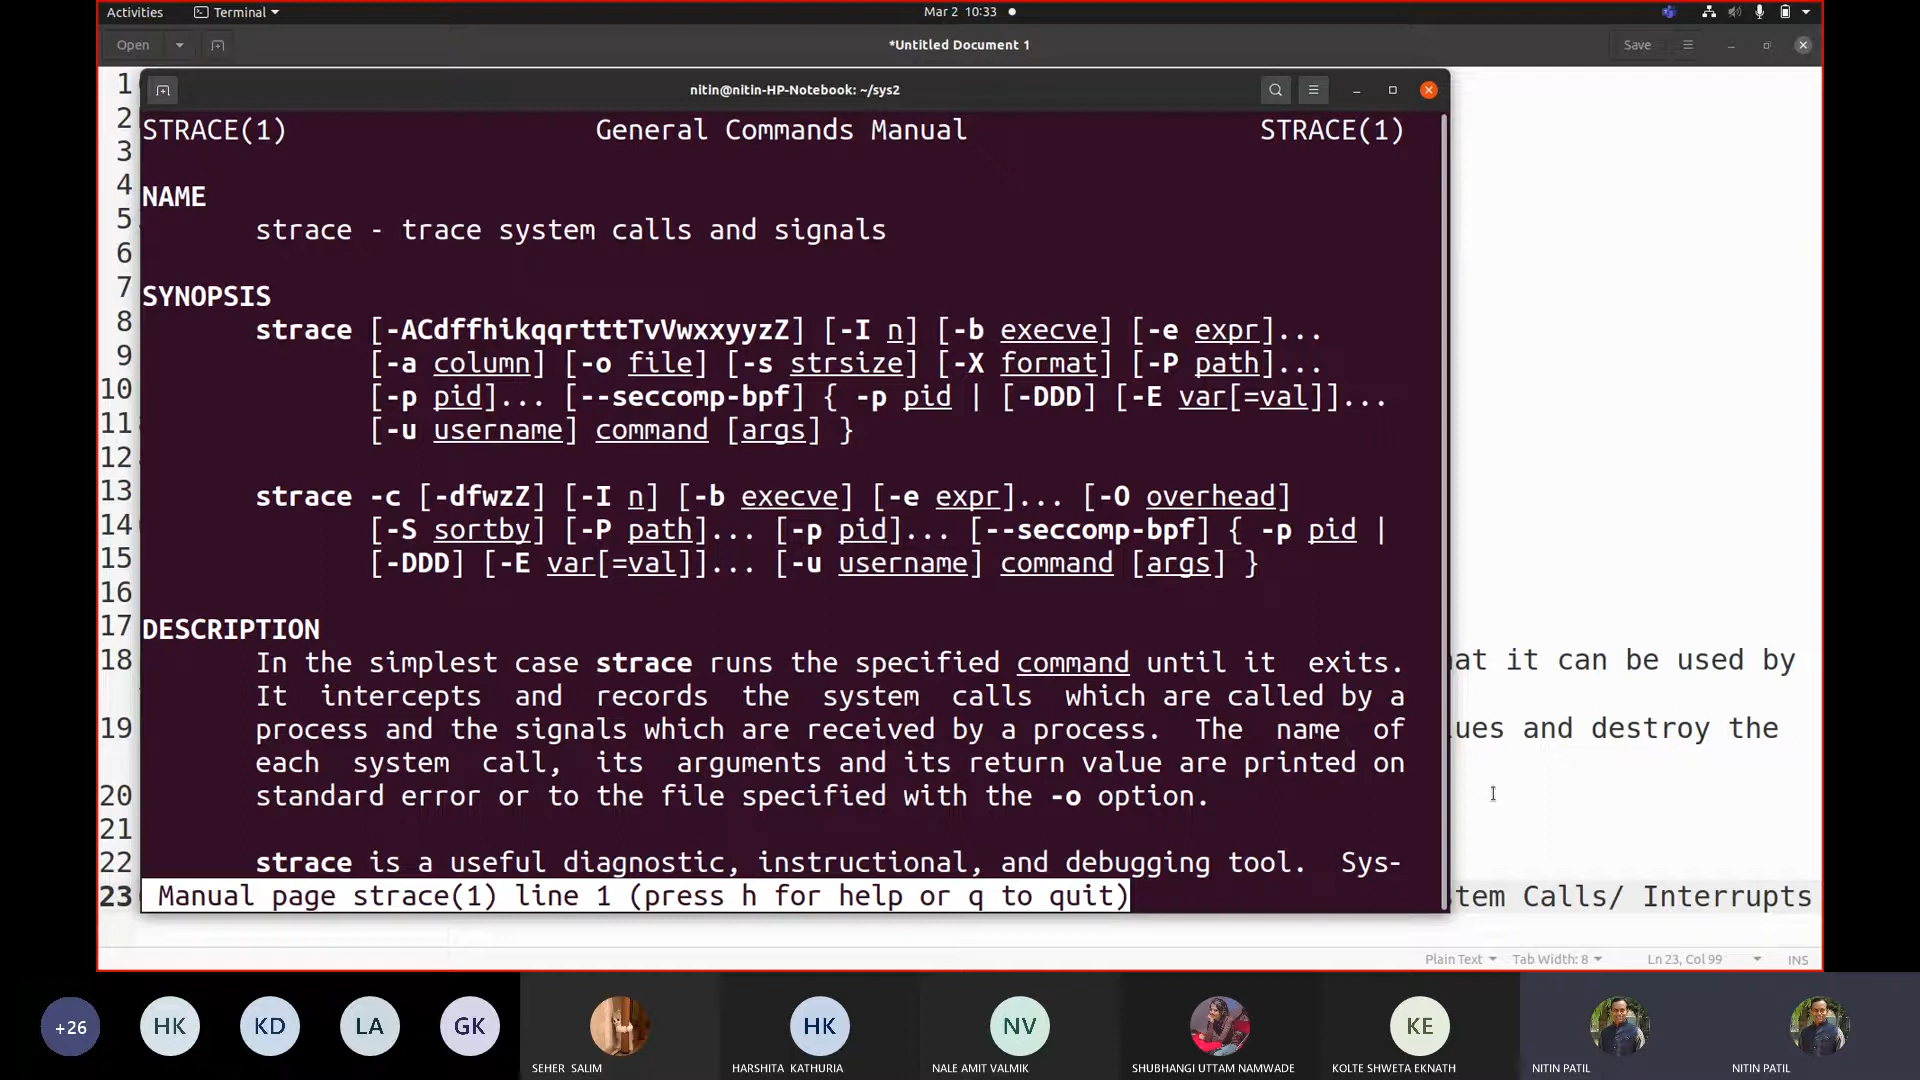 Activities Terminal Mar 2 10:33
Open *Untitled Document 1 Save
nitin@nitin-HP-Notebook: ~/sys2
1
2
3
4
5
6
7
8
9
10
11
12
13
14
15
16
17
18
19
20
21
22
23
STRACE(1) General Commands Manual STRACE(1)
NAME
strace - trace system calls and signals
SYNOPSIS
strace [-ACdffhikqqrtttTvVwxxyyzZ] [-I n] [-b execve] [-e expr]...
[-a column] [-o file] [-s strsize] [-X format] [-P path]...
[-p pid]... [--seccomp-bpf] { -p pid | [-DDD] [-E var[=val]]...
[-u username] command [args] }
strace -c [-dfwzZ] [-I n] [-b execve] [-e expr]... [-O overhead]
[-S sortby] [-P path]... [-p pid]... [--seccomp-bpf] { -p pid |
[-DDD] [-E var[=val]]... [-u username] command [args] }
DESCRIPTION
In the simplest case strace runs the specified command until it exits.
It intercepts and records the system calls which are called by a
process and the signals which are received by a process. The name of
each system call, its arguments and its return value are printed on
standard error or to the file specified with the -o option.
strace is a useful diagnostic, instructional, and debugging tool. Sys-
Manual page strace(1) line 1 (press h for help or q to quit)
it can be used by
and destroy the
Calls/ Interrupts
Plain Text Tab Width: 8 Ln 23, Col 99 INS
+26 HK KD LA GK HK NV KE
SEHER SALIM HARSHITA KATHURIA NALE AMIT VALMIK SHUBHANGI UTTAM NAMWADE KOLTE SHWETA EKNATH NITIN PATIL NITIN PATIL